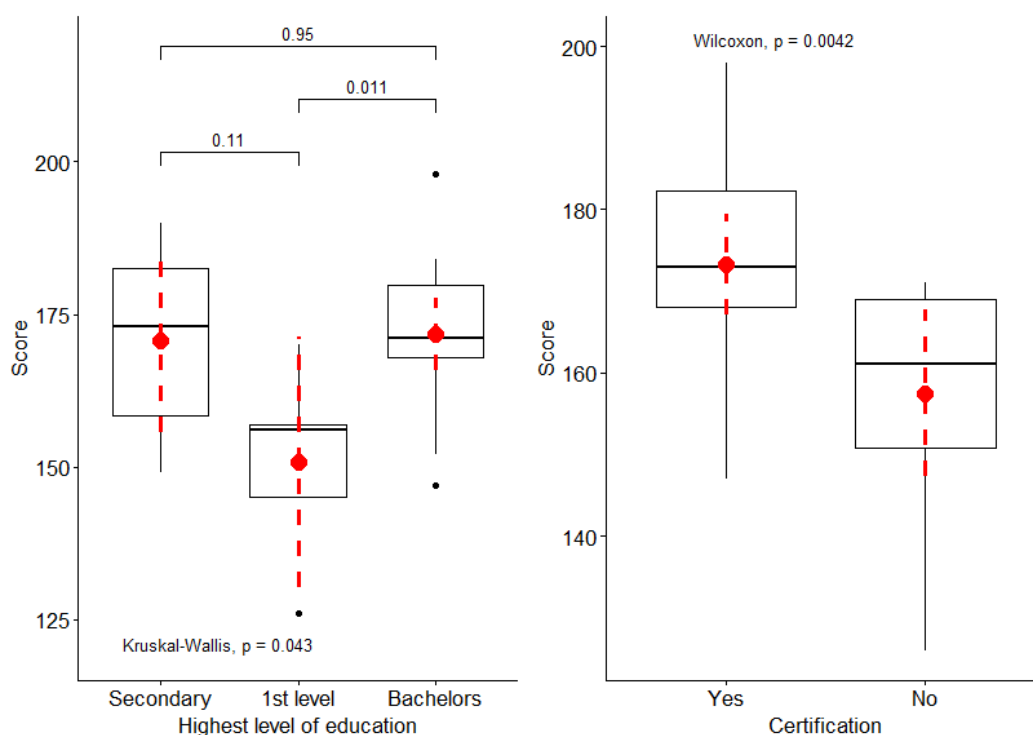 0.95
0.011
0.11
200
175
150
125
Score
Kruskal-Wallis, p = 0.043
Secondary 1st level Bachelors
Highest level of education
Wilcoxon, p = 0.0042
200
180
160
140
Score
Yes No
Certification